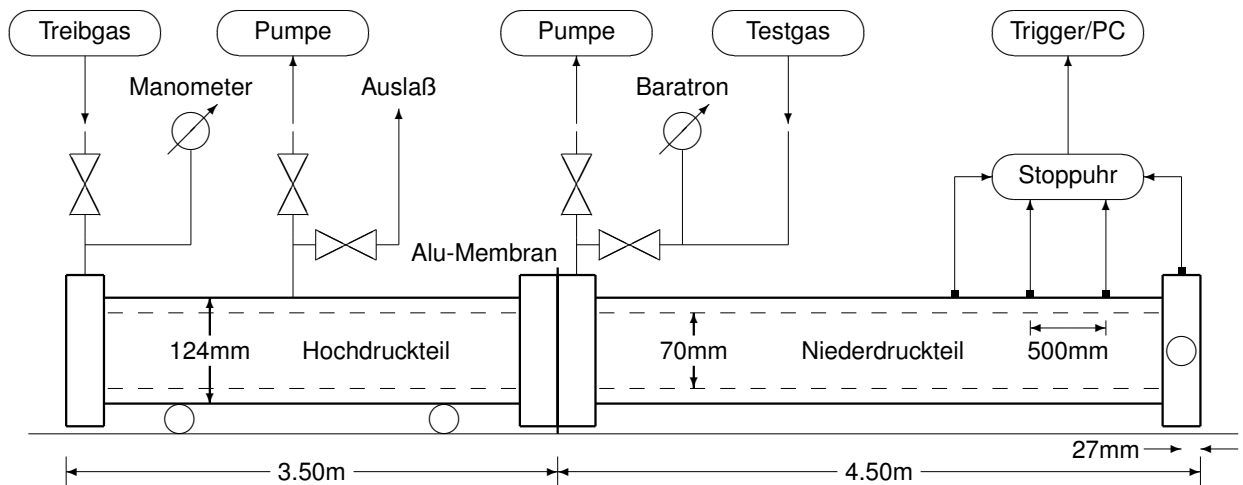 Treibgas
Pumpe
Pumpe
Testgas
Trigger/PC
Manometer
Auslaß
Baratron
Stoppuhr
Alu-Membran
124mm
Hochdruckteil
70mm
Niederdruckteil
500mm
27mm
3.50m
4.50m